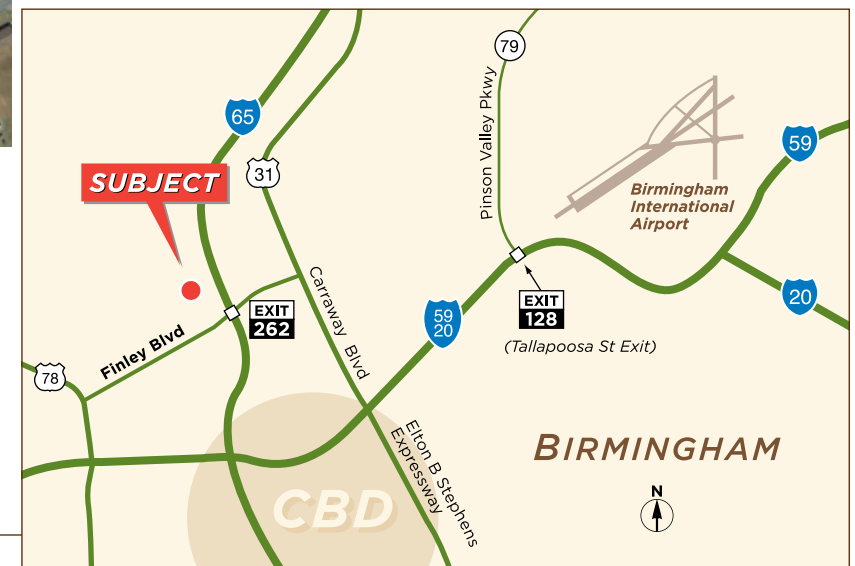 79
65
59
31
SUBJECT
Pinson Valley Pkwy
Birmingham
International
Airport
20
EXIT
262
Carraway Blvd
59
20
EXIT
128
(Tallapoosa St Exit)
Finley Blvd
78
BIRMINGHAM
Elton B Stephens
Expressway
CBD
N